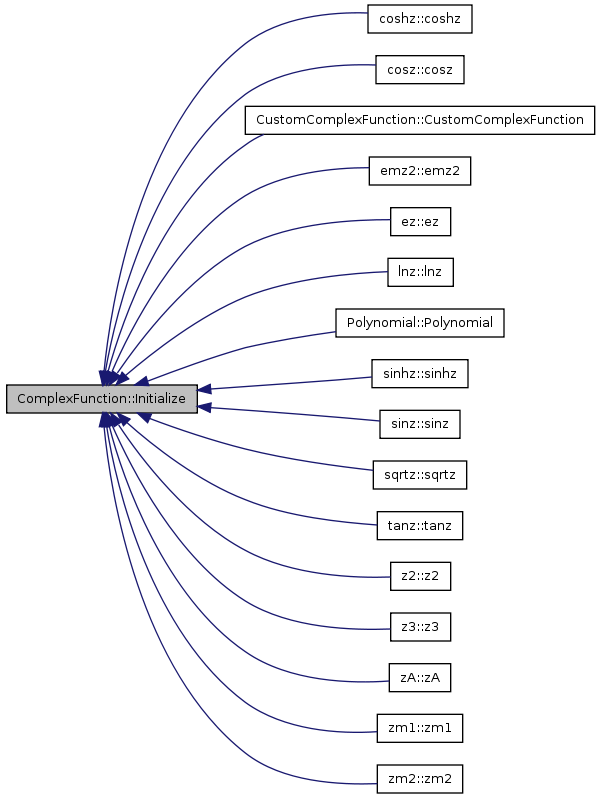 coshz::coshz
cosz::cosz
CustomComplexFunction::CustomComplexFunction
emz2::emz2
ez::ez
lnz::lnz
Polynomial::Polynomial
sinhz::sinhz
ComplexFunction::Initialize
sinz::sinz
sqrtz::sqrtz
tanz::tanz
z2::z2
z3::z3
zA::zA
zm1::zm1
zm2::zm2